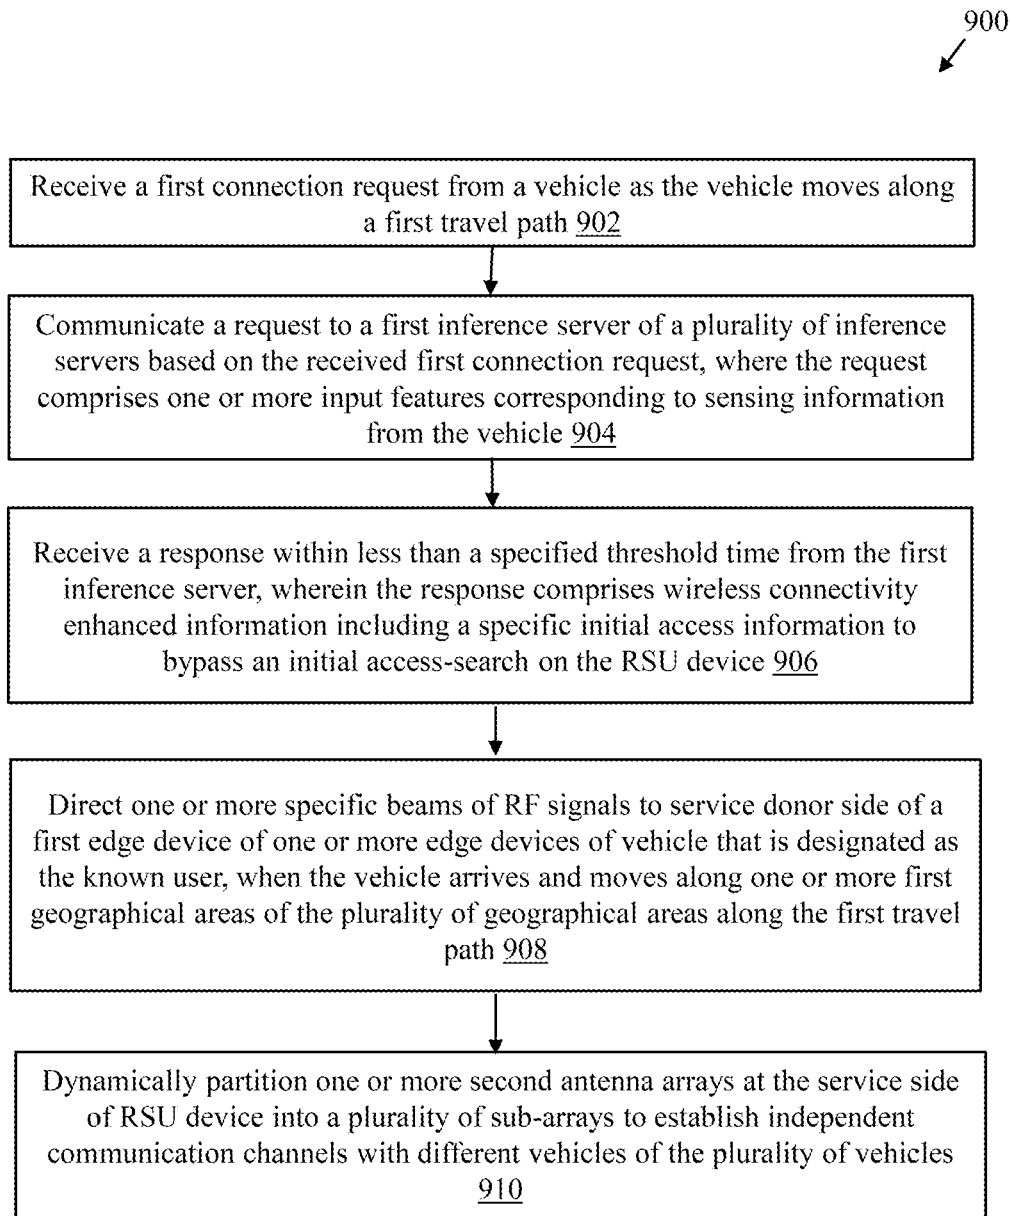 900
Receive a first connection request from a vehicle as the vehicle moves along
a first travel path 902
Communicate a request to a first inference server of a plurality of inference
servers based on the received first connection request, where the request
comprises one or more input features corresponding to sensing information
from the vehicle 904
Receive a response within less than a specified threshold time from the first
inference server, wherein the response comprises wireless connectivity
enhanced information including a specific initial access information to
bypass an initial access-search on the RSU device 906
Direct one or more specific beams of RF signals to service donor side of a
first edge device of one or more edge devices of vehicle that is designated as
the known user, when the vehicle arrives and moves along one or more first
geographical areas of the plurality of geographical areas along the first travel
path 908
Dynamically partition one or more second antenna arrays at the service side
of RSU device into a plurality of sub-arrays to establish independent
communication channels with different vehicles of the plurality of vehicles
910